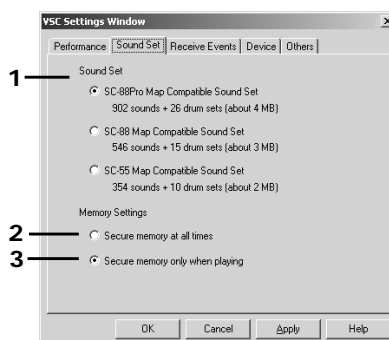 VSC Settings Window
Performance Sound Set Receive Events Device Others
1
Sound Set
SC-88Pro Map Compatible Sound Set
902 sounds + 26 drum sets (about 4 MB)
SC-88 Map Compatible Sound Set
546 sounds + 15 drum sets (about 3 MB)
SC-55 Map Compatible Sound Set
354 sounds + 10 drum sets (about 2 MB)
Memory Settings
2
Secure memory at all times
3
Secure memory only when playing
OK Cancel Apply Help